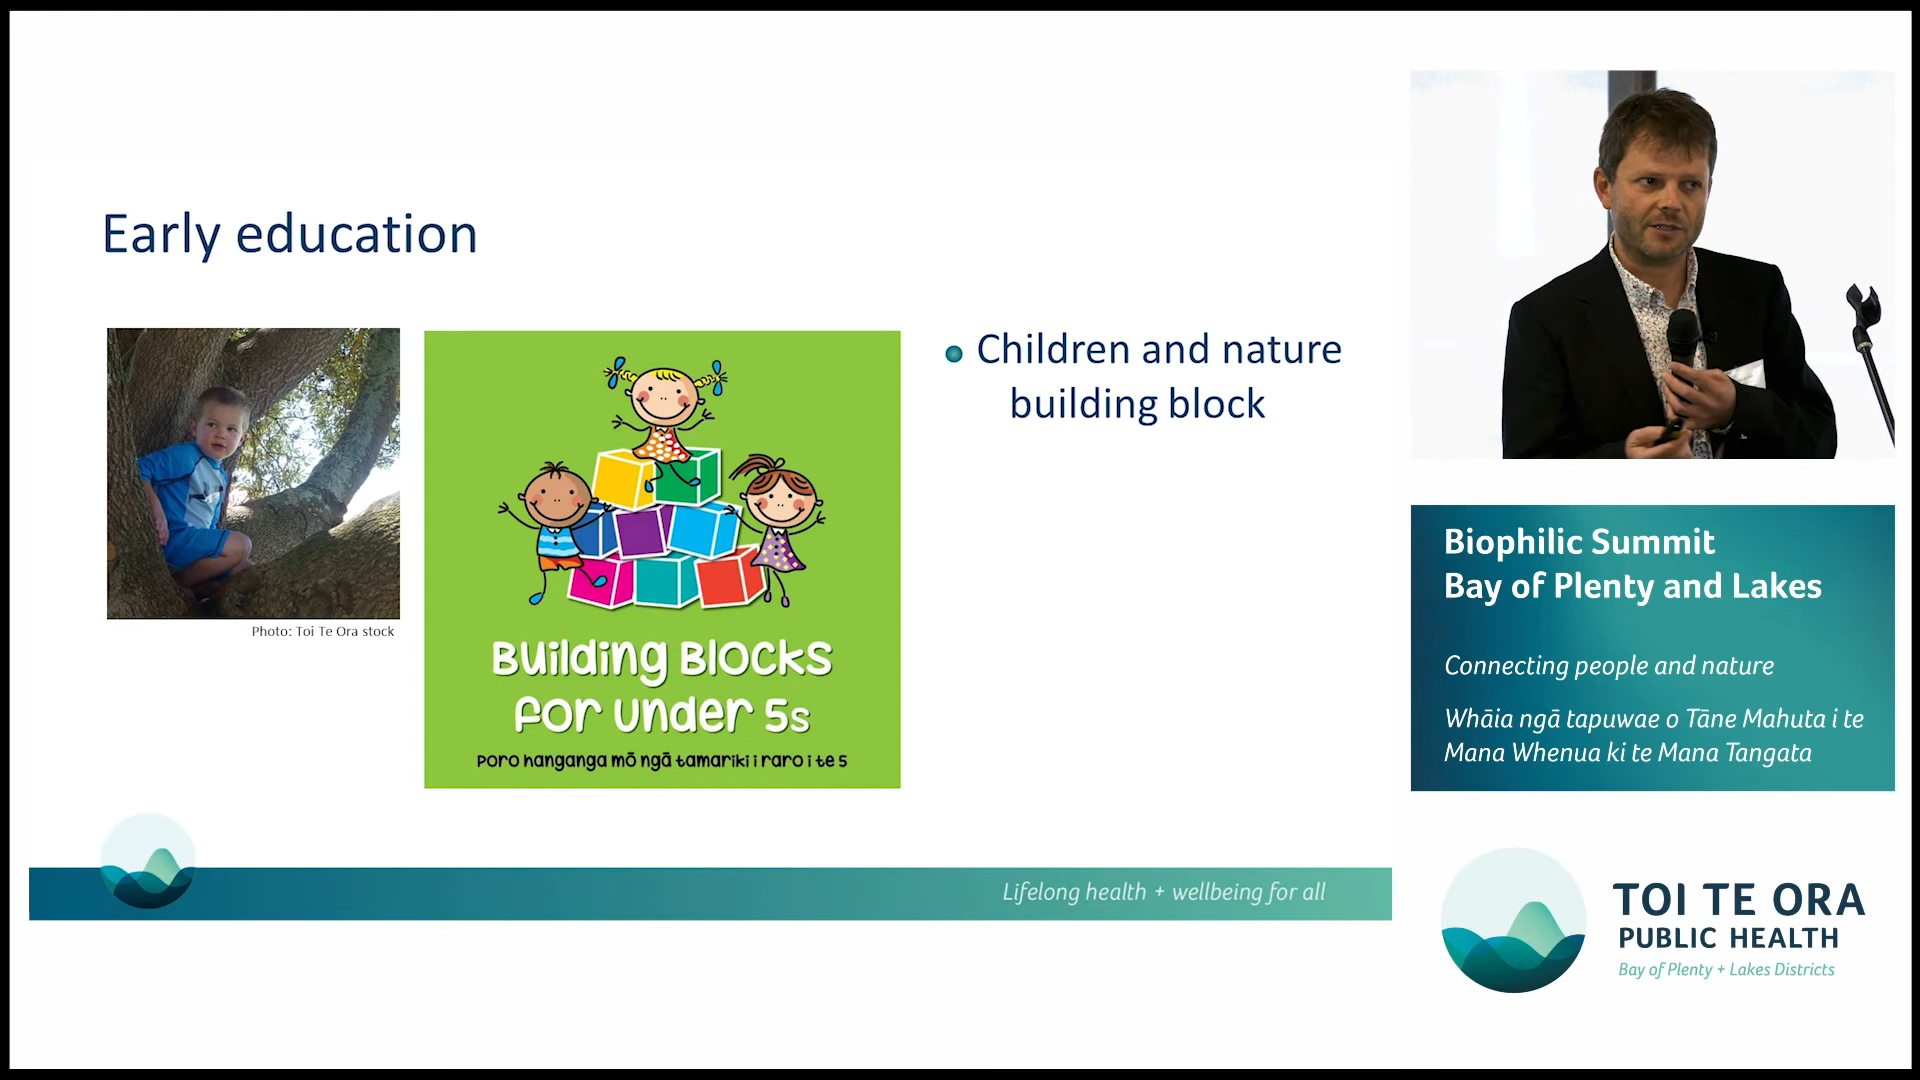 Early education
Photo: Toi Te Ora stock
Building Blocks
for under 5s
Poro hanganga mō ngā tamariki i raro i te 5
Children and nature
building block
Lifelong health + wellbeing for all
Biophilic Summit
Bay of Plenty and Lakes
Connecting people and nature
Whāia ngā tapuwae o Tāne Mahuta i te
Mana Whenua ki te Mana Tangata
TOI TE ORA
PUBLIC HEALTH
Bay of Plenty + Lakes Districts